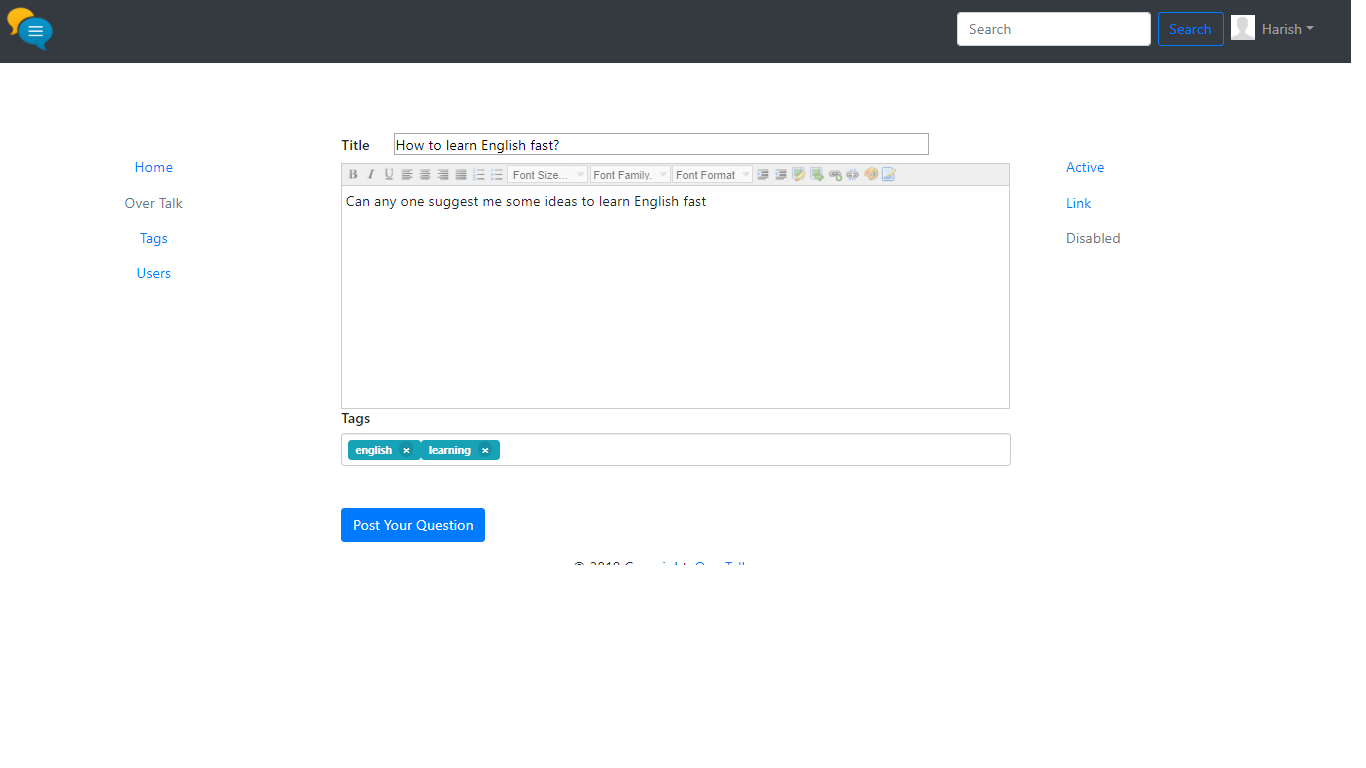 Search Search Harish
Title How to learn English fast?
Home
Over Talk
Tags
Users
B I U Font Size... Font Family. Font Format
Can any one suggest me some ideas to learn English fast
Active
Link
Disabled
Tags
english × learning ×
Post Your Question